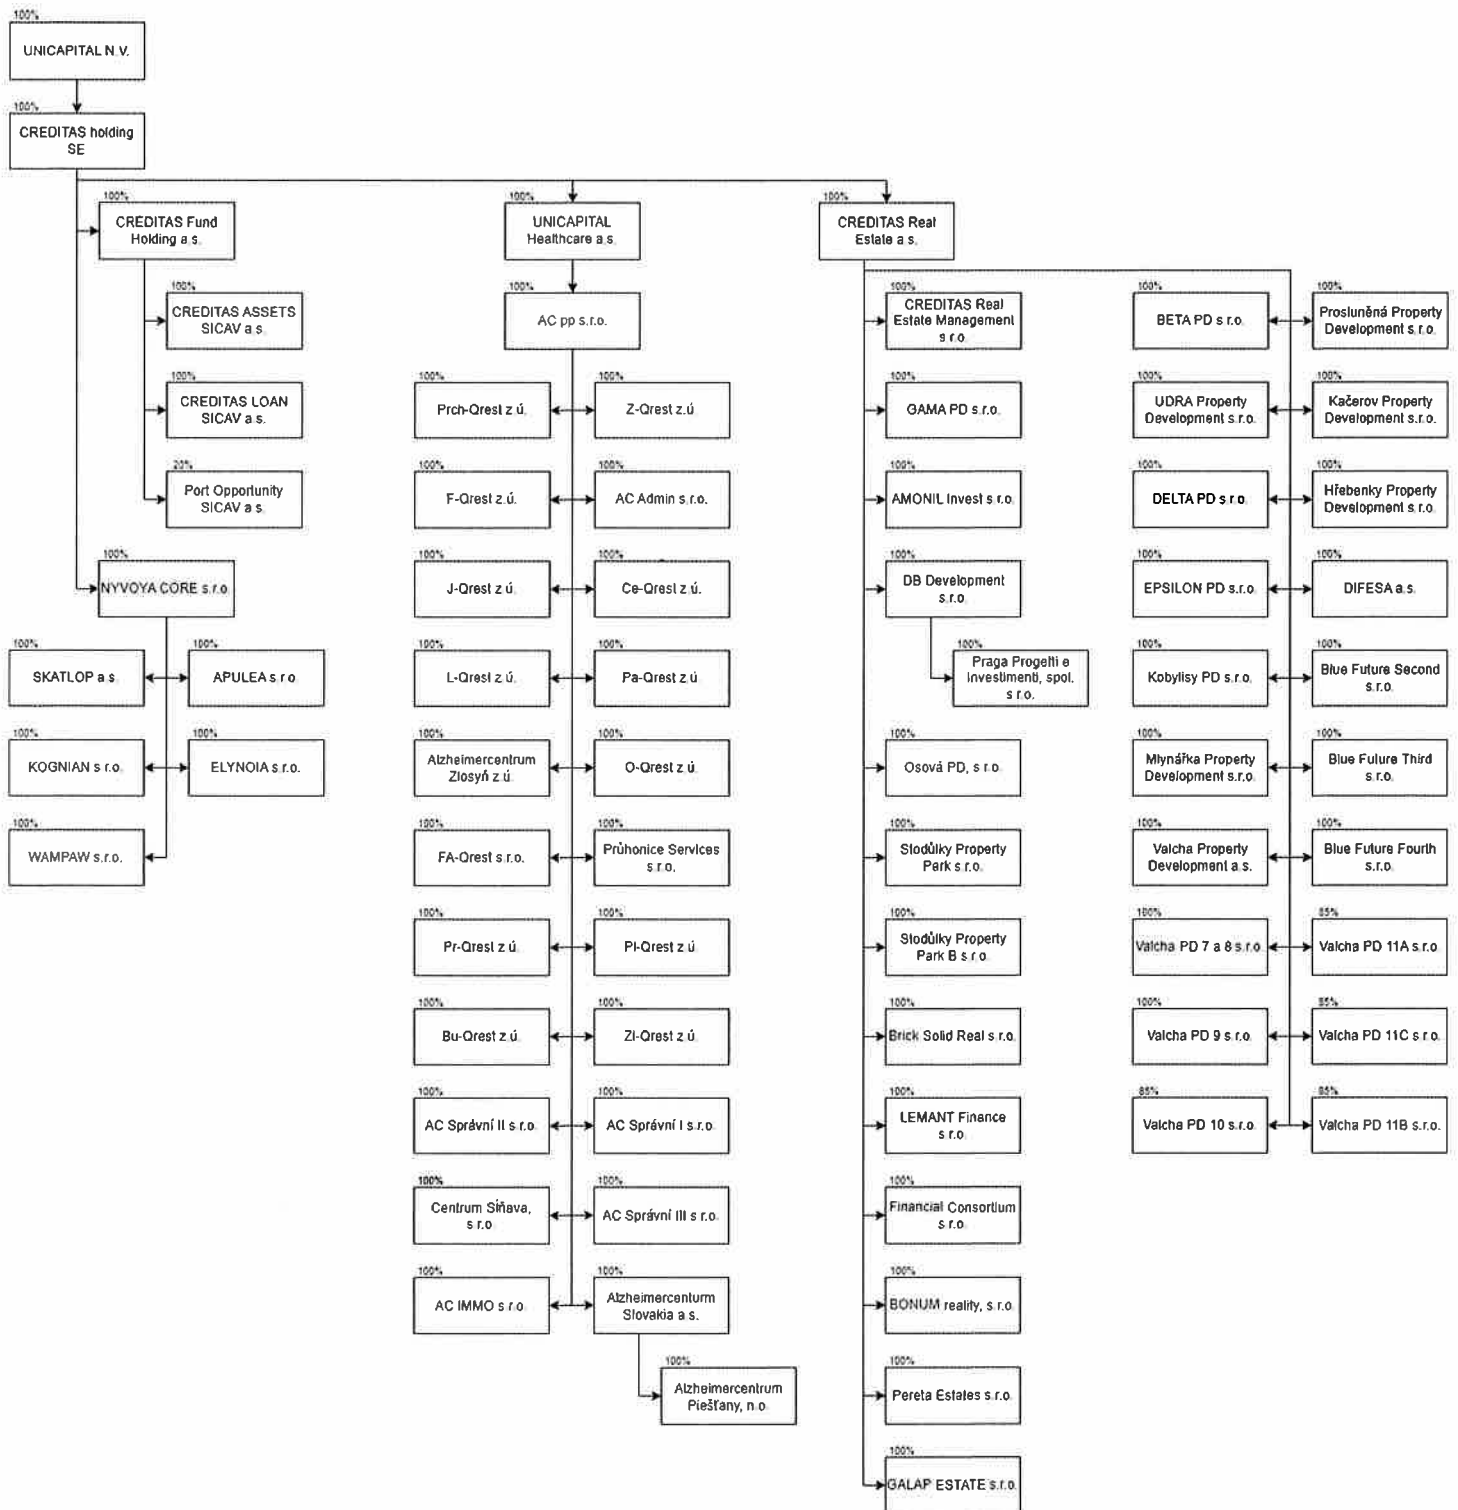 100%
UNICAPITAL N.V.
100%
CREDITAS holding
SE
100%
CREDITAS Fund
Holding a.s.
100%
UNICAPITAL
Healthcare a.s.
100%
CREDITAS Real
Estate a.s.
100%
CREDITAS ASSETS
SICAV a.s.
100%
CREDITAS LOAN
SICAV a.s.
20%
Port Opportunity
SICAV a.s.
100%
NYVOYA CORE s.r.o.
100%
SKATLOP a.s.
100%
APULEA s.r.o.
100%
KOGNIAN s.r.o.
100%
ELYNOIA s.r.o.
100%
WAMPAW s.r.o.
100%
AC pp s.r.o.
100%
Prch-Qrest z.ú.
100%
Z-Qrest z.ú.
100%
F-Qrest z.ú.
100%
AC Admin s.r.o.
100%
J-Qrest z.ú.
100%
Ce-Qrest z.ú.
100%
L-Qrest z.ú.
100%
Pa-Qrest z.ú.
100%
Alzheimercentrum
Zlosyň z.ú.
100%
O-Qrest z.ú.
100%
FA-Qrest s.r.o.
100%
Průhonice Services
s.r.o.
100%
Pr-Qrest z.ú.
100%
Pl-Qrest z.ú.
100%
Bu-Qrest z.ú.
100%
Zl-Qrest z.ú.
100%
AC Správní II s.r.o.
100%
AC Správní I s.r.o.
100%
Centrum Sĺňava,
s.r.o
100%
AC Správní III s.r.o.
100%
AC IMMO s.r.o.
100%
Alzheimercenturm
Slovakia a.s.
100%
Alzheimercentrum
Piešťany, n.o.
100%
CREDITAS Real
Estate Management
s.r.o.
100%
GAMA PD s.r.o.
100%
AMONIL Invest s.r.o.
100%
DB Development
s.r.o.
100%
Praga Progetti e
Investimenti, spol.
s r.o.
100%
Osová PD, s.r.o.
100%
Stodůlky Property
Park s.r.o.
100%
Stodůlky Property
Park B s.r.o.
100%
Brick Solid Real s.r.o.
100%
LEMANT Finance
s.r.o.
100%
Financial Consortium
s.r.o.
100%
BONUM reality, s.r.o.
100%
Pereta Estates s.r.o.
100%
GALAP ESTATE s.r.o.
100%
BETA PD s.r.o.
100%
Prosluněná Property
Development s.r.o.
100%
UDRA Property
Development s.r.o.
100%
Kačerov Property
Development s.r.o.
100%
DELTA PD s.r.o.
100%
Hřebenky Property
Development s.r.o.
100%
EPSILON PD s.r.o.
100%
DIFESA a.s.
100%
Kobylisy PD s.r.o.
100%
Blue Future Second
s.r.o.
100%
Mlynářka Property
Development s.r.o.
100%
Blue Future Third
s.r.o.
100%
Valcha Property
Development a.s.
100%
Blue Future Fourth
s.r.o.
100%
Valcha PD 7 a 8 s.r.o.
85%
Valcha PD 11A s.r.o.
100%
Valcha PD 9 s.r.o.
85%
Valcha PD 11C s.r.o.
85%
Valcha PD 10 s.r.o.
85%
Valcha PD 11B s.r.o.